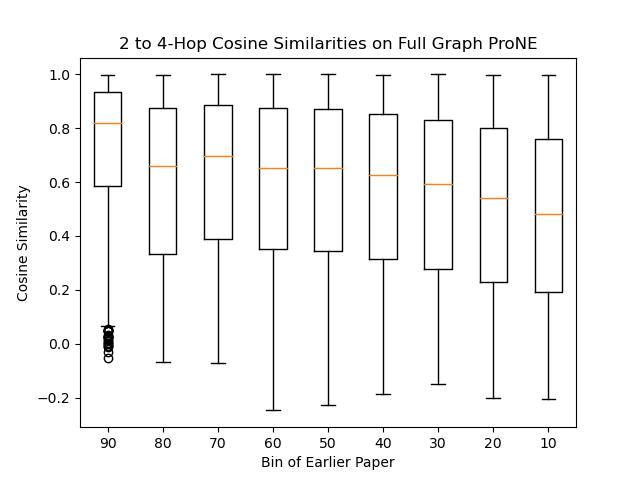 2 to 4-Hop Cosine Similarities on Full Graph ProNE
1.0
0.8
0.6
0.4
0.2
0.0
−0.2
Cosine Similarity
90 80 70 60 50 40 30 20 10
Bin of Earlier Paper